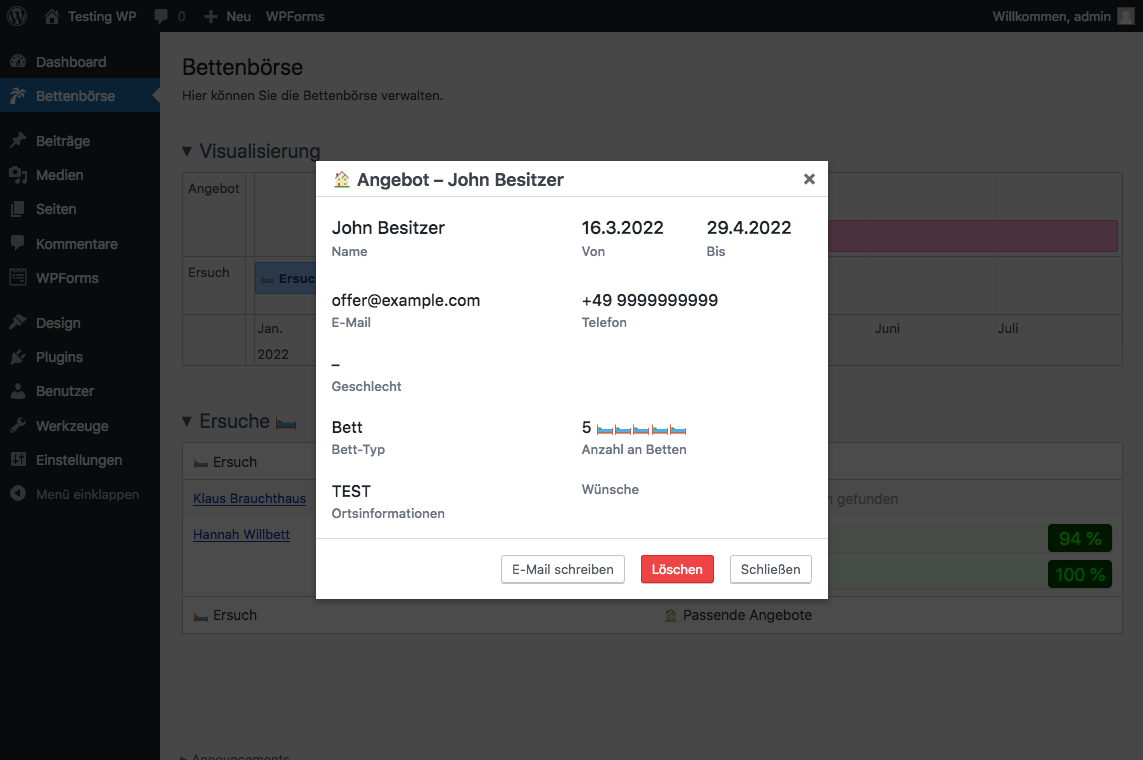 Testing WP 0 Neu WPForms Willkommen, admin
Dashboard
Bettenbörse
Beiträge
Medien
Seiten
Kommentare
WPForms
Design
Plugins
Benutzer
Werkzeuge
Einstellungen
Menü einklappen
Bettenbörse
Hier können Sie die Bettenbörse verwalten.
Visualisierung
Angebot
Ersuch
Jan.
2022
Juni
Juli
Angebot – John Besitzer
John Besitzer
Name
16.3.2022
Von
29.4.2022
Bis
offer@example.com
E-Mail
+49 9999999999
Telefon
–
Geschlecht
Bett
Bett-Typ
5
Anzahl an Betten
TEST
Ortsinformationen
Wünsche
E-Mail schreiben Löschen Schließen
Ersuche
Ersuch
Klaus Brauchthaus
gefunden
Hannah Willbett
94 %
100 %
Ersuch Passende Angebote
Announcements